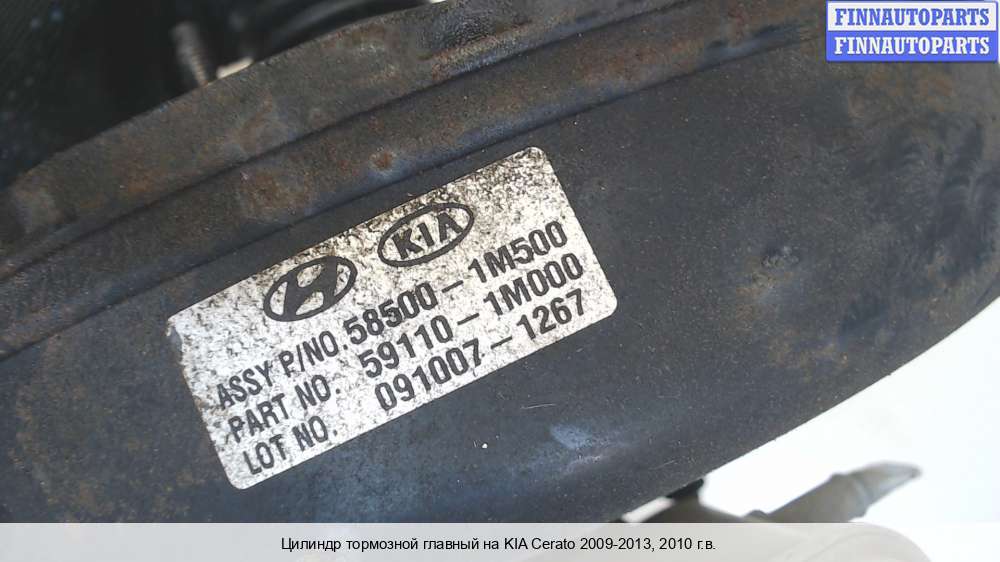 FINNAUTOPARTS
FINNAUTOPARTS
KIA
ASSY P/NO. 58500-1M500
PART NO. 59110-1M000
LOT NO. 091007-1267
Цилиндр тормозной главный на KIA Cerato 2009-2013, 2010 г.в.